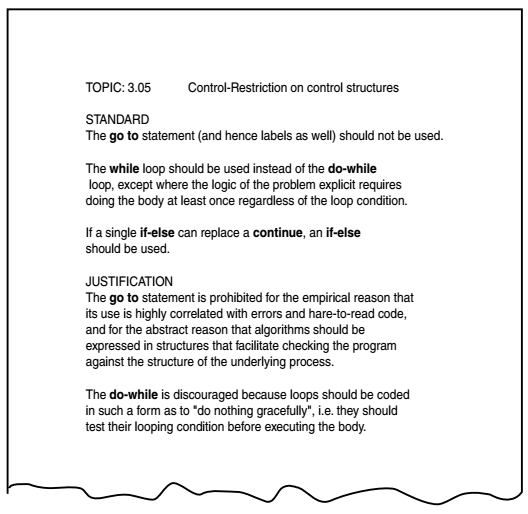 TOPIC: 3.05 Control-Restriction on control structures
STANDARD
The go to statement (and hence labels as well) should not be used.
The while loop should be used instead of the do-while
loop, except where the logic of the problem explicit requires
doing the body at least once regardless of the loop condition.
If a single if-else can replace a continue, an if-else
should be used.
JUSTIFICATION
The go to statement is prohibited for the empirical reason that
its use is highly correlated with errors and hare-to-read code,
and for the abstract reason that algorithms should be
expressed in structures that facilitate checking the program
against the structure of the underlying process.
The do-while is discouraged because loops should be coded
in such a form as to "do nothing gracefully", i.e. they should
test their looping condition before executing the body.